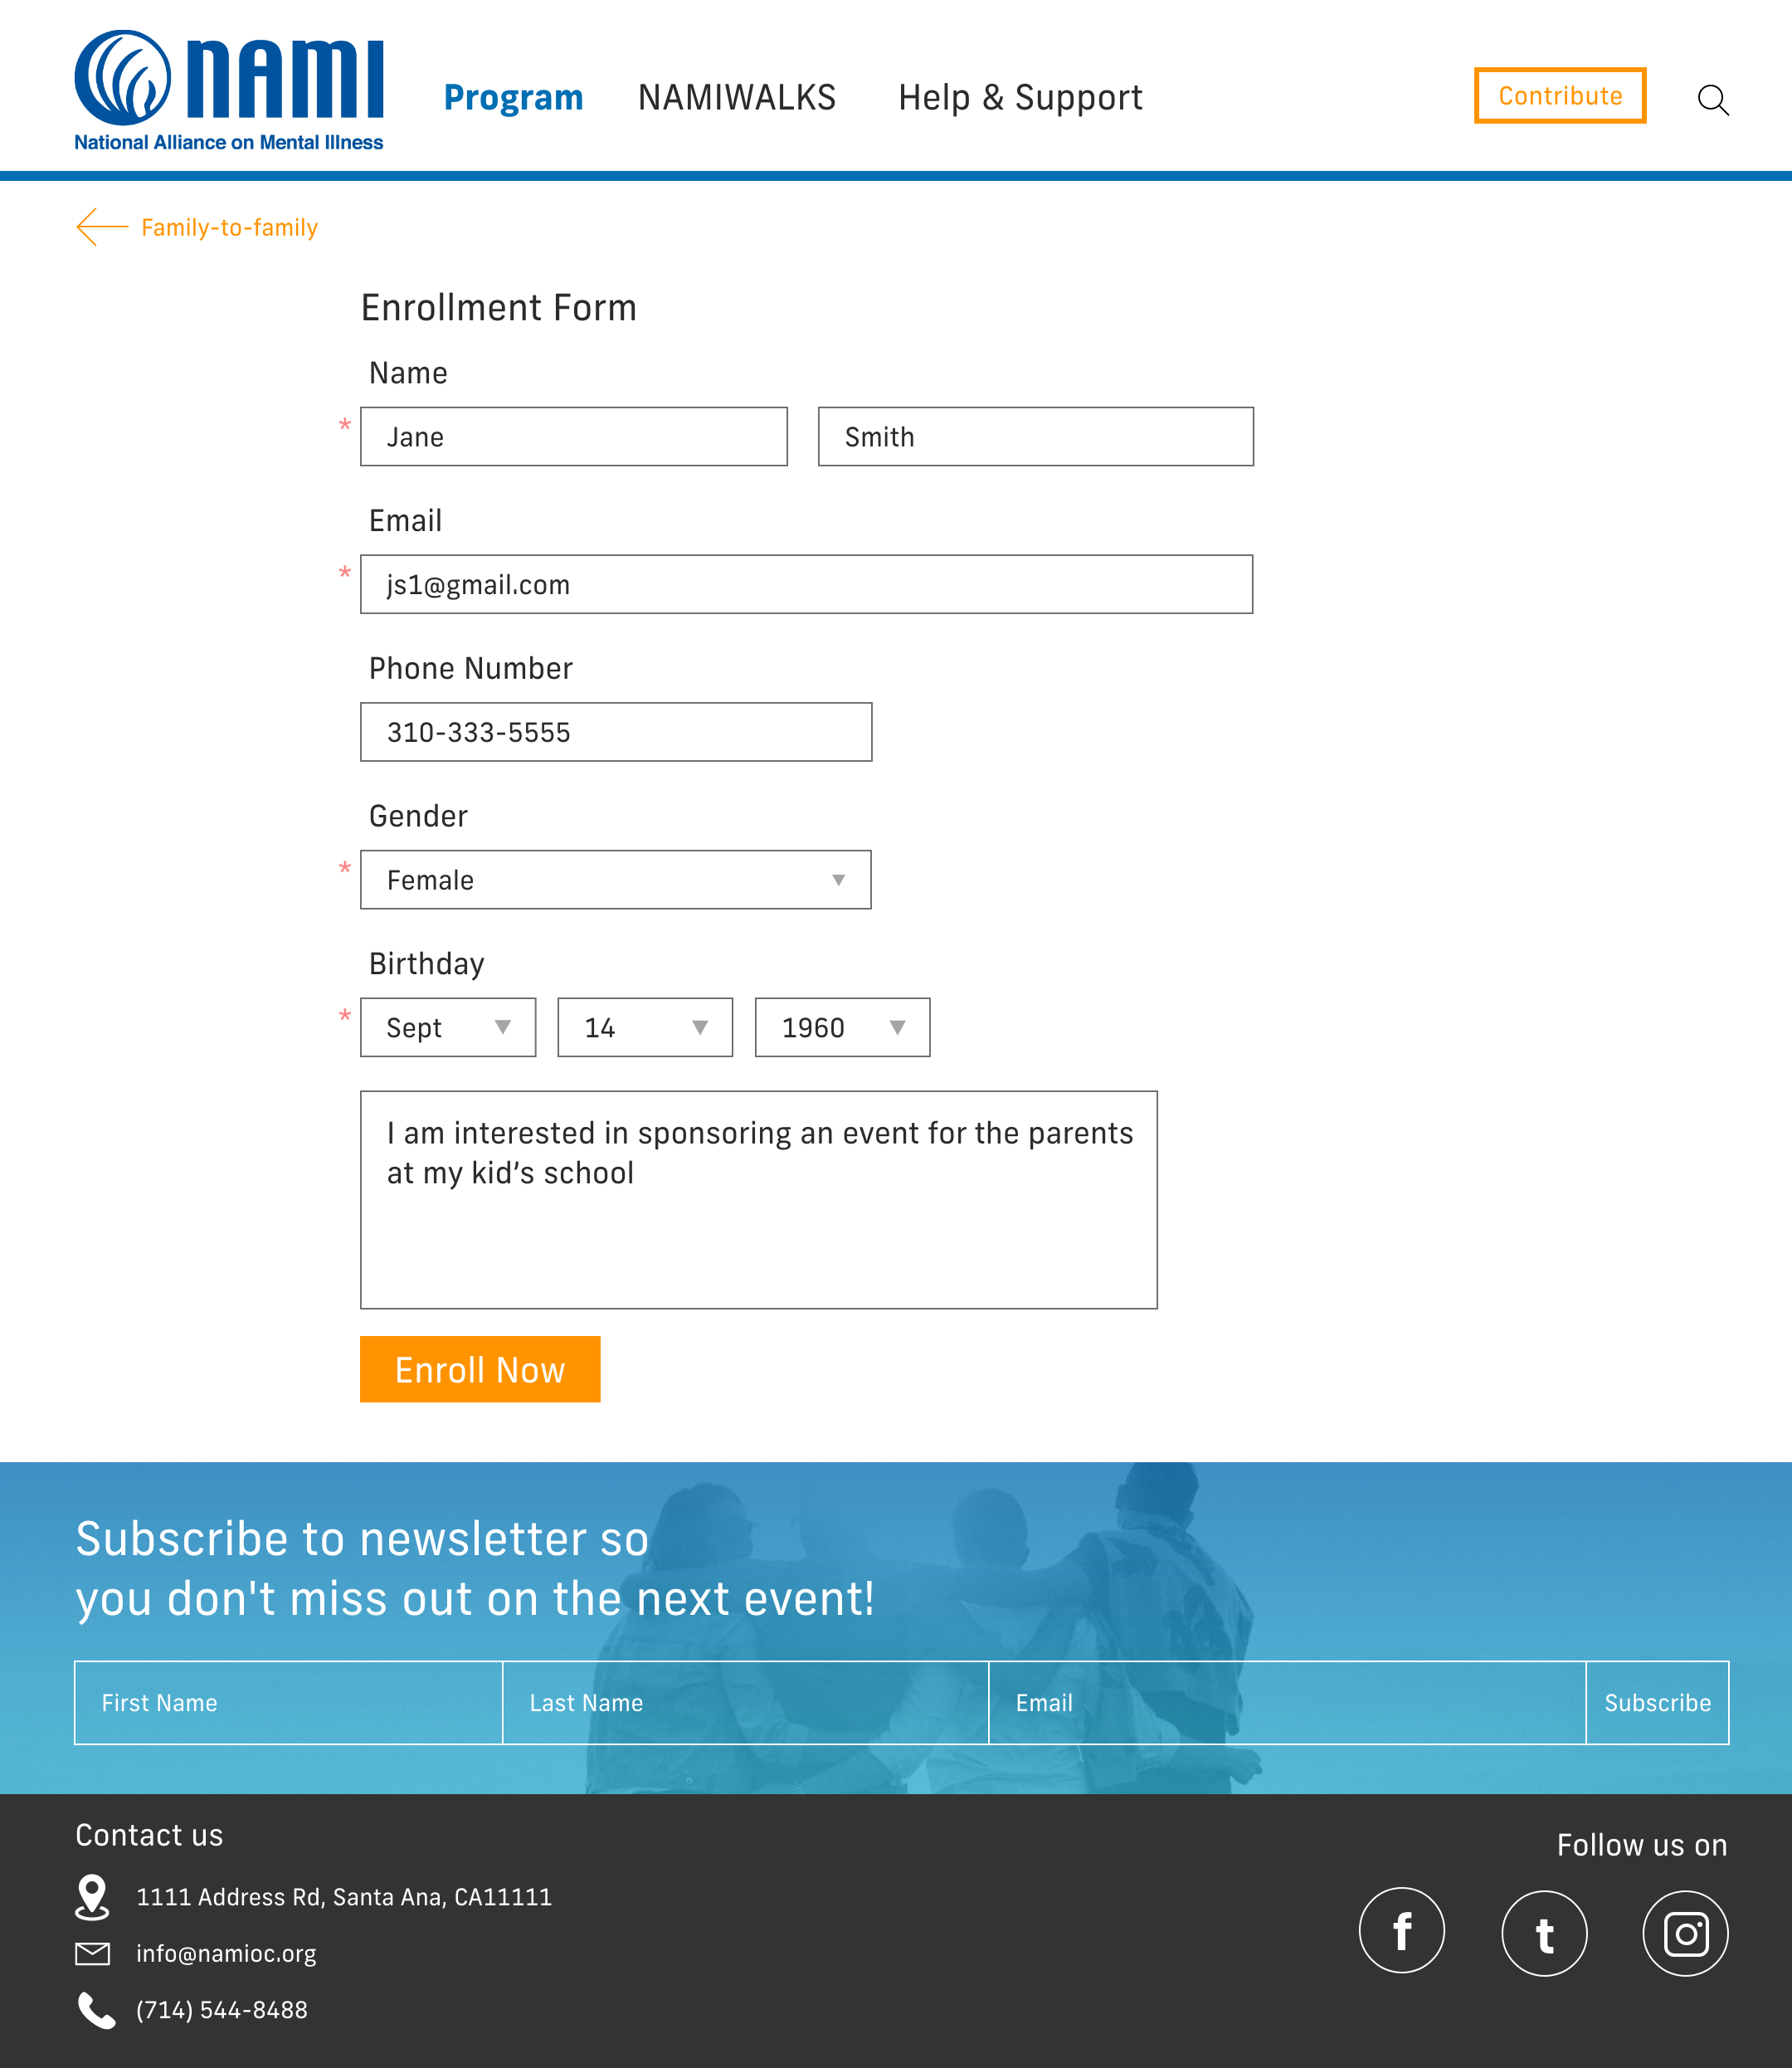 NAMI
National Alliance on Mental Illness
Program
NAMIWALKS
Help & Support
Contribute
Family-to-family
Enrollment Form
Name
* Jane
Smith
Email
* js1@gmail.com
Phone Number
310-333-5555
Gender
* Female
Birthday
* Sept
14
1960
I am interested in sponsoring an event for the parents
at my kid’s school
Enroll Now
Subscribe to newsletter so
you don't miss out on the next event!
First Name
Last Name
Email
Subscribe
Contact us
1111 Address Rd, Santa Ana, CA11111
info@namioc.org
(714) 544-8488
Follow us on
f
t